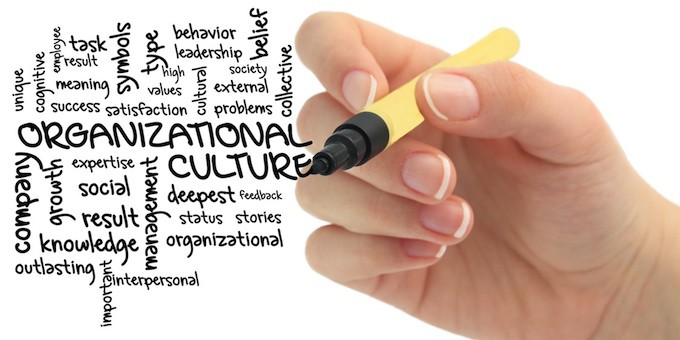 unique
cognitive
employee
task
result
symbols
type
behavior
leadership
belief
meaning
high
values
cultural
society
external
collective
success
satisfaction
problems
ORGANIZATIONAL
CULTURE
company
growth
expertise
social
management
deepest
feedback
result
status
stories
knowledge
organizational
outlasting
important
interpersonal